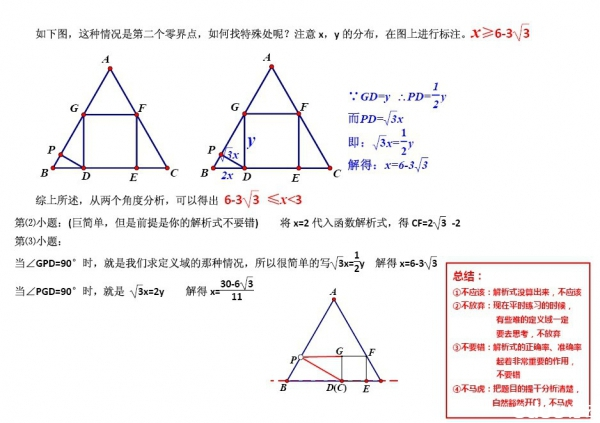 如下图，这种情况是第二个零界点，如何找特殊处呢？注意 x，y 的分布，在图上进行标注。x≥6-3√3
A
G F
P
B D E C
A
G F
y
P √3x
B 2x D E C
∵ GD=y ∴PD=1/2y
而PD=√3x
即：√3x=1/2y
解得：x=6-3√3
综上所述，从两个角度分析，可以得出 6-3√3 ≤x<3
第⑵小题：(巨简单，但是前提是你的解析式不要错) 将 x=2 代入函数解析式，得 CF=2√3 -2
第⑶小题：
当∠GPD=90° 时，就是我们求定义域的那种情况，所以很简单的写√3x=1/2y 解得 x=6-3√3
当∠PGD=90° 时，就是 √3x=2y 解得 x=30-6√3/11
A
P G F
B D(C) E
总结：
①不应该：解析式没算出来，不应该
②不放弃：现在平时练习的时候，
有些难的定义域一定
要去思考，不放弃
③不要错：解析式的正确率、准确率
起着非常重要的作用，
不要错
④不马虎：把题目的推干分析清楚，
自然豁然开门，不马虎